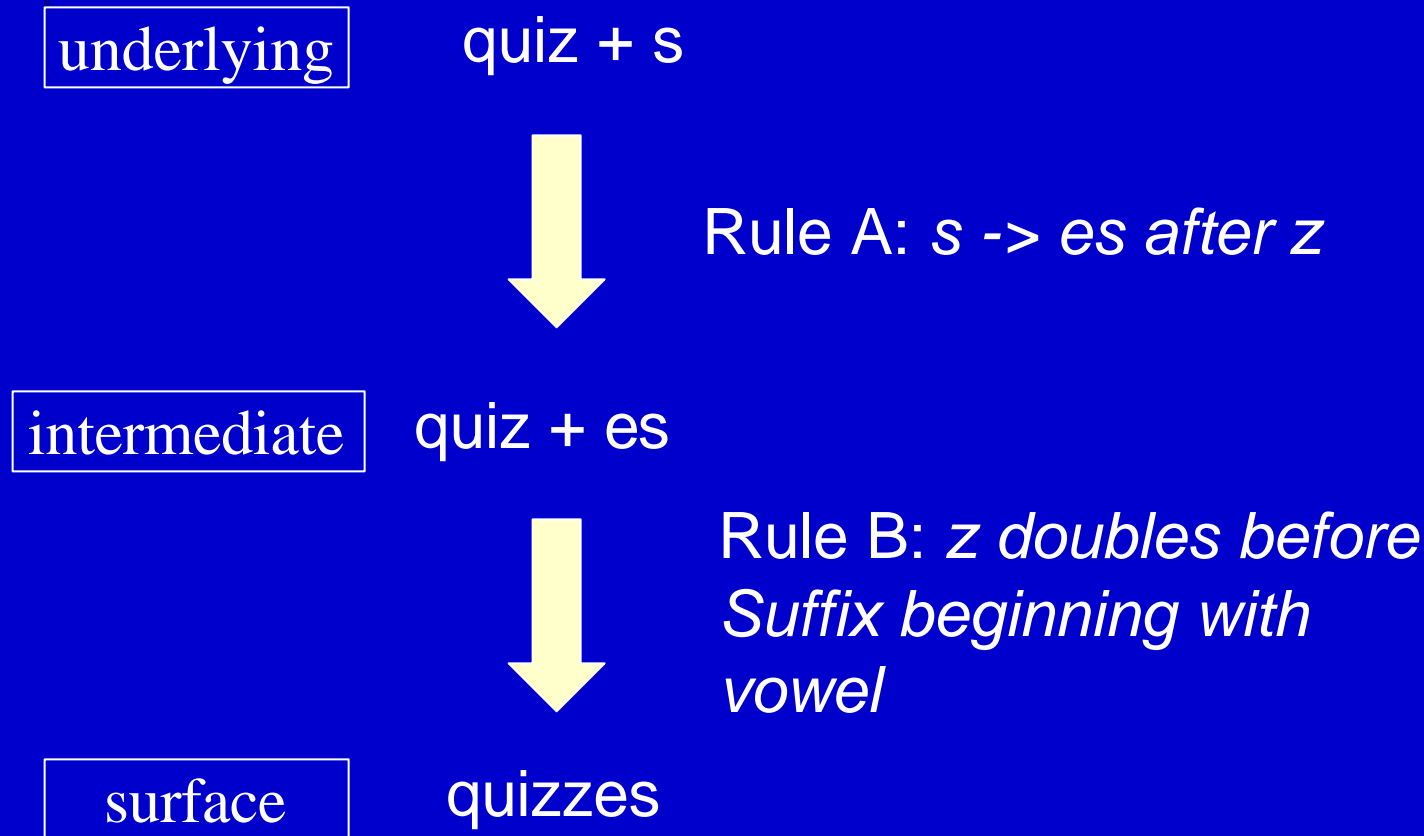 underlying quiz + s
Rule A: s -> es after z
intermediate quiz + es
Rule B: z doubles before
Suffix beginning with
vowel
surface quizzes